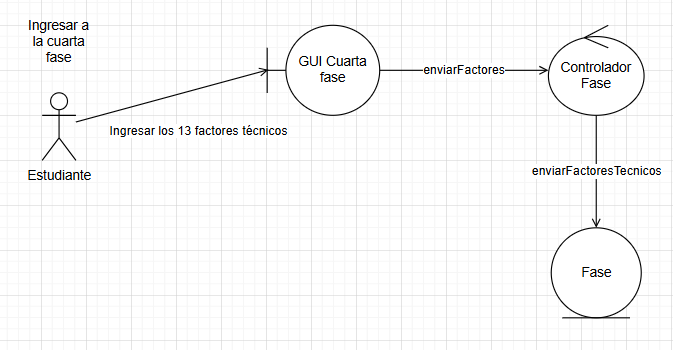 Ingresar a
la cuarta
fase
GUI Cuarta
fase
enviarFactores
Controlador
Fase
Ingresar los 13 factores técnicos
Estudiante
enviarFactoresTecnicos
Fase